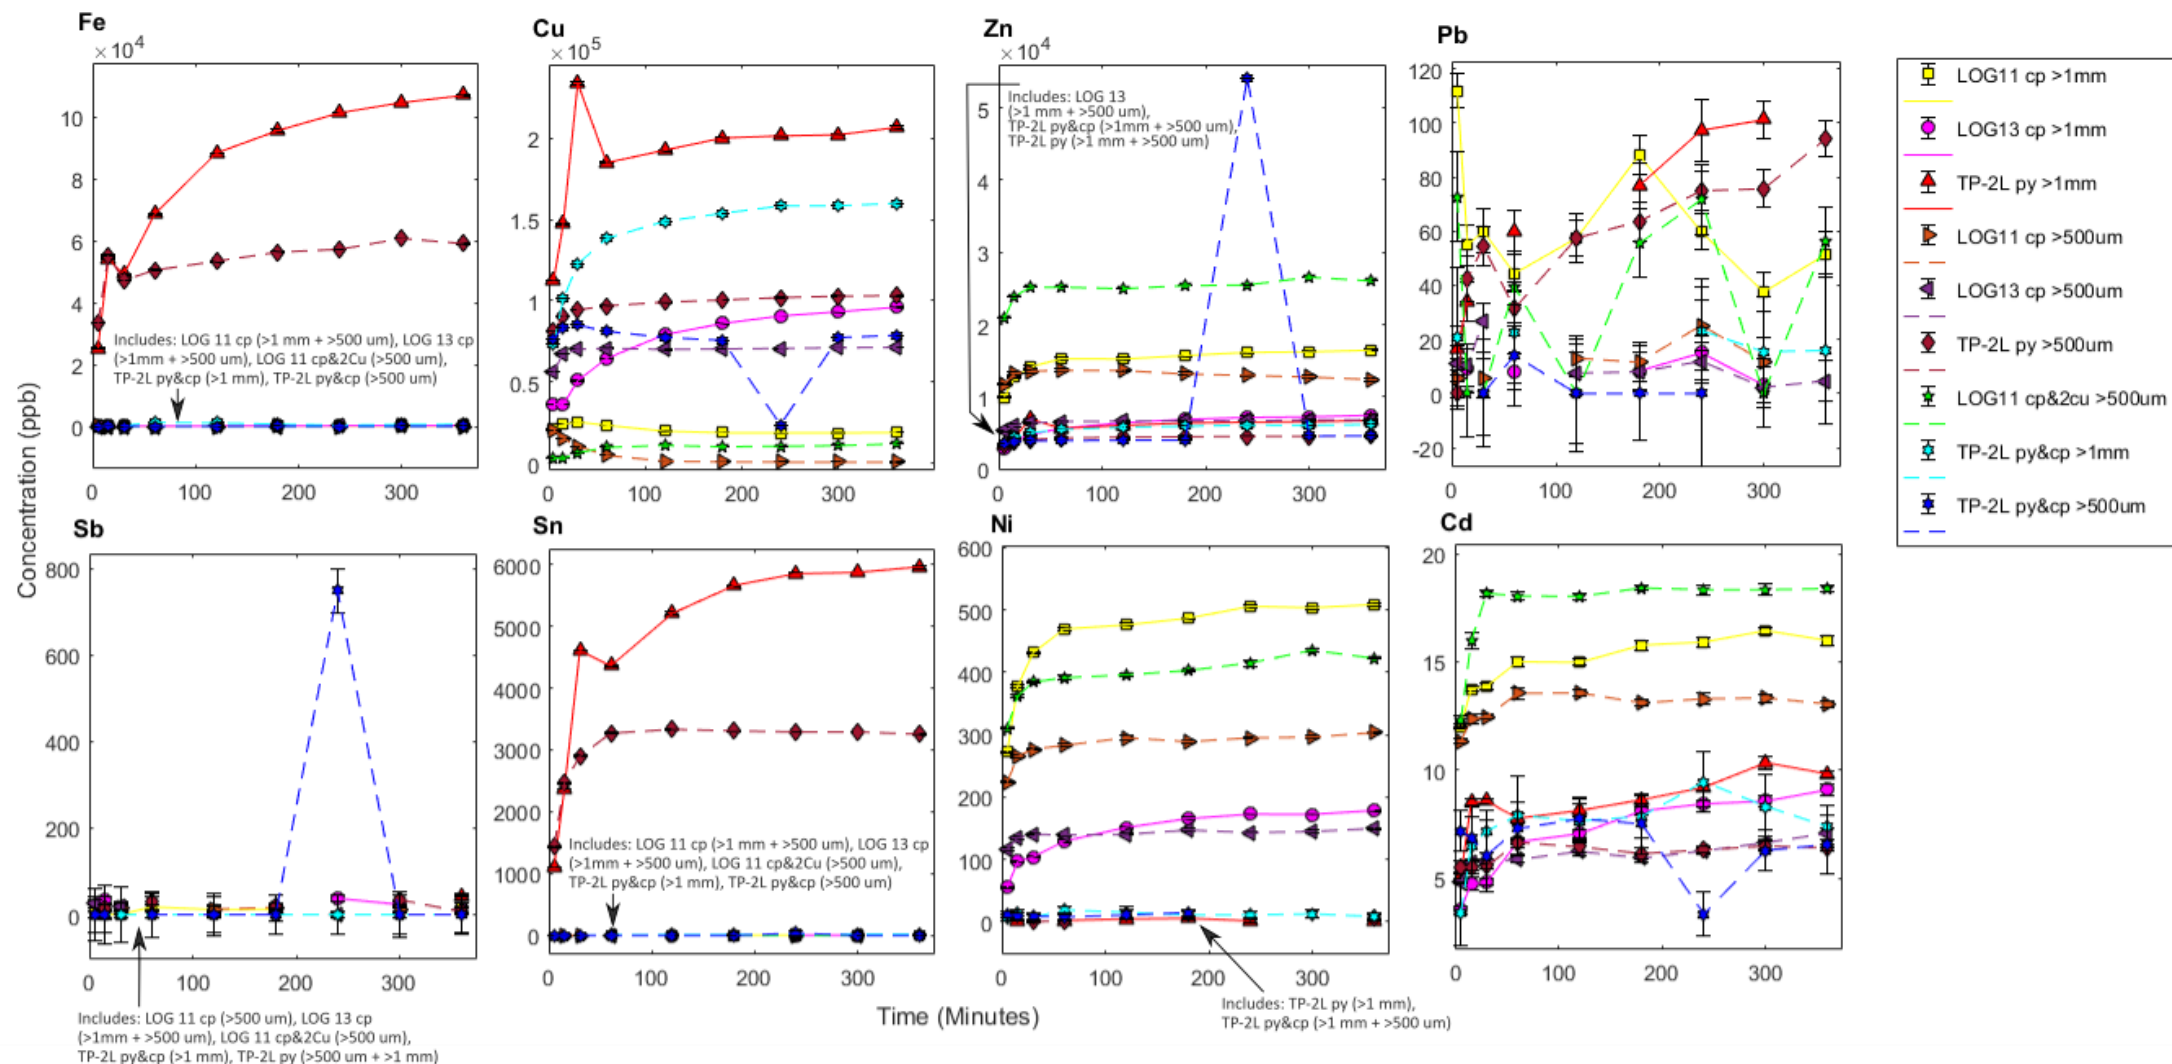 Fe
×10⁴
10
8
6
4
2
0
0 100 200 300
Includes: LOG 11 cp (>1 mm + >500 um), LOG 13 cp
(>1mm + >500 um), LOG 11 cp&2Cu (>500 um),
TP-2L py&cp (>1 mm), TP-2L py&cp (>500 um)
Cu
×10⁵
2
1.5
1
0.5
0
0 100 200 300
Zn
×10⁴
5
4
3
2
1
0
0 100 200 300
Includes: LOG 13
(>1 mm + >500 um),
TP-2L py&cp (>1mm + >500 um),
TP-2L py (>1 mm + >500 um)
Pb
120
100
80
60
40
20
0
-20
0 100 200 300
LOG11 cp >1mm
LOG13 cp >1mm
TP-2L py >1mm
LOG11 cp >500um
LOG13 cp >500um
TP-2L py >500um
LOG11 cp&2cu >500um
TP-2L py&cp >1mm
TP-2L py&cp >500um
Concentration (ppb)
Sb
800
600
400
200
0
0 100 200 300
Includes: LOG 11 cp (>500 um), LOG 13 cp
(>1mm + >500 um), LOG 11 cp&2Cu (>500 um),
TP-2L py&cp (>1 mm), TP-2L py (>500 um + >1 mm)
Sn
6000
5000
4000
3000
2000
1000
0
0 100 200 300
Includes: LOG 11 cp (>1 mm + >500 um), LOG 13 cp
(>1mm + >500 um), LOG 11 cp&2Cu (>500 um),
TP-2L py&cp (>1 mm), TP-2L py&cp (>500 um)
Ni
600
500
400
300
200
100
0
0 100 200 300
Includes: TP-2L py (>1 mm),
TP-2L py&cp (>1 mm + >500 um)
Cd
20
15
10
5
0 100 200 300
Time (Minutes)